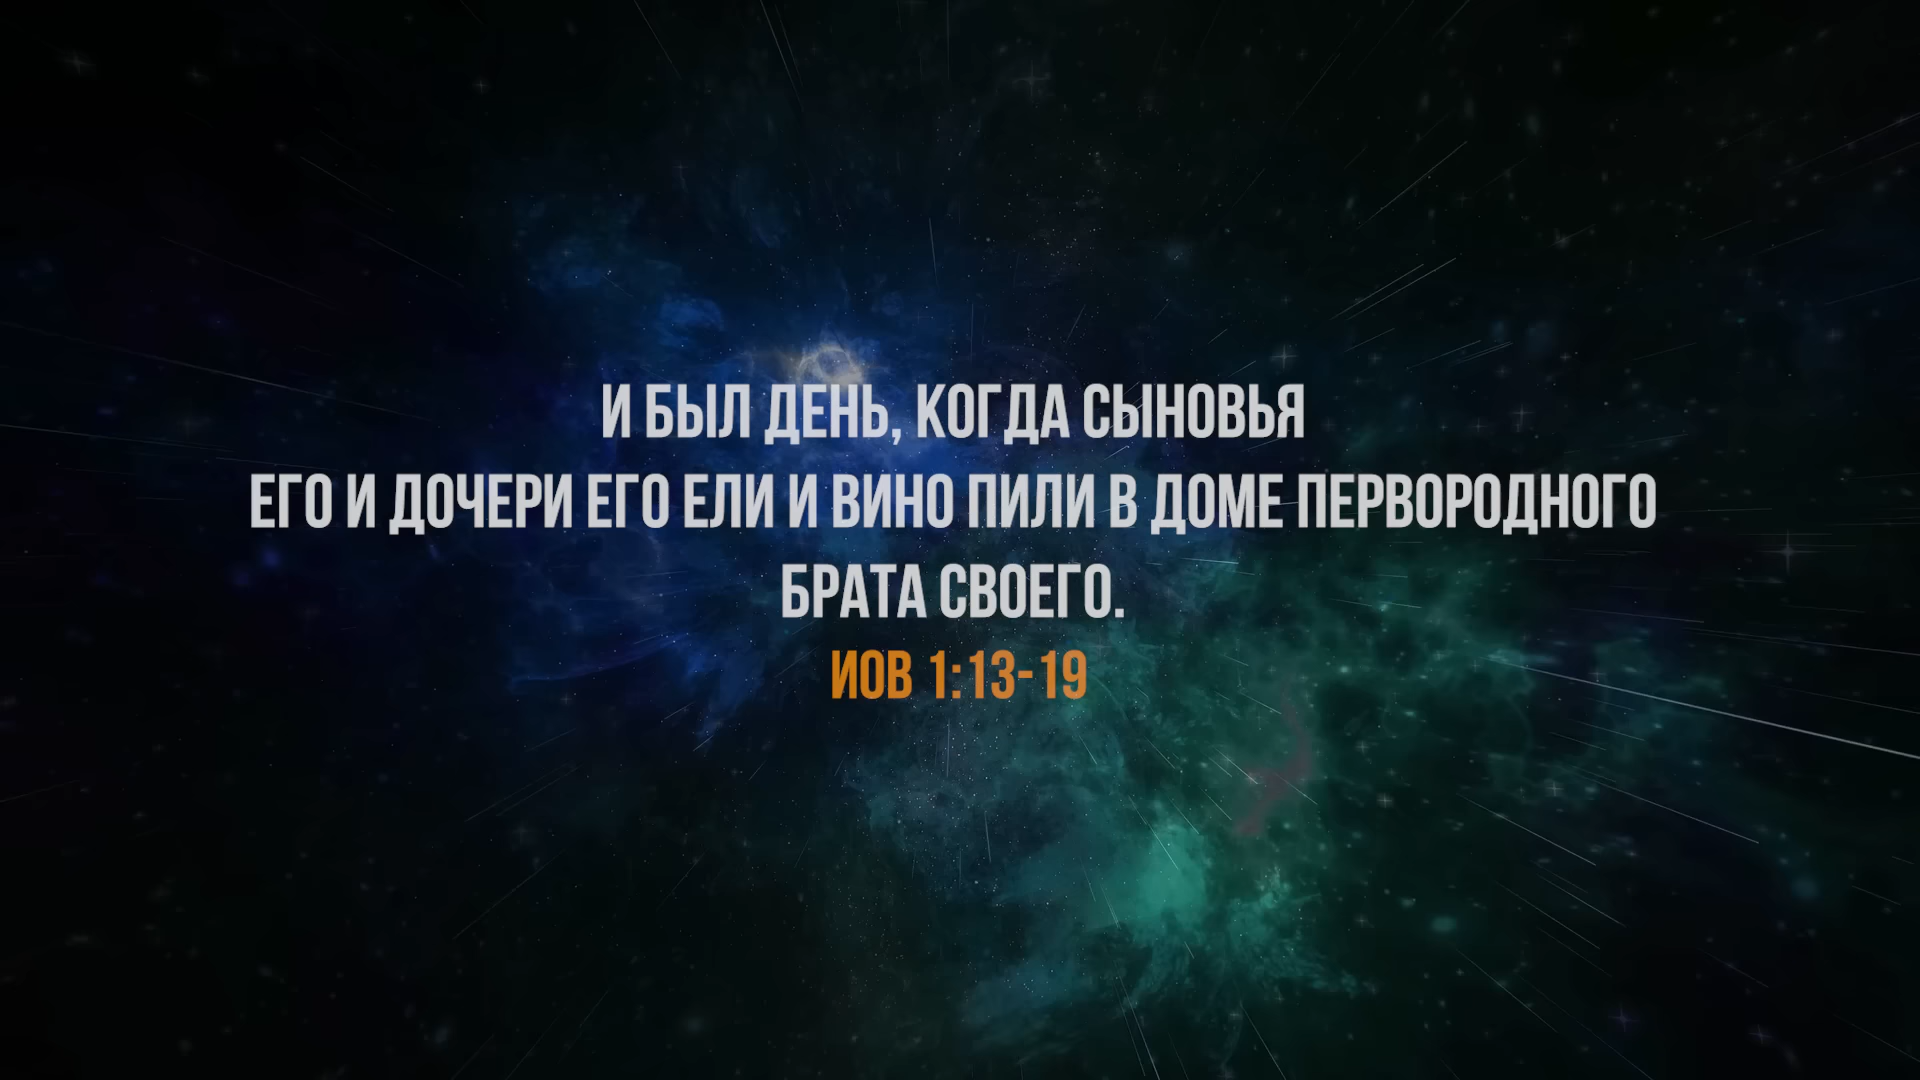 И БЫЛ ДЕНЬ, КОГДА СЫНОВЬЯ
ЕГО И ДОЧЕРИ ЕГО ЕЛИ И ВИНО ПИЛИ В ДОМЕ ПЕРВОРОДНОГО
БРАТА СВОЕГО.
ИОВ 1:13-19